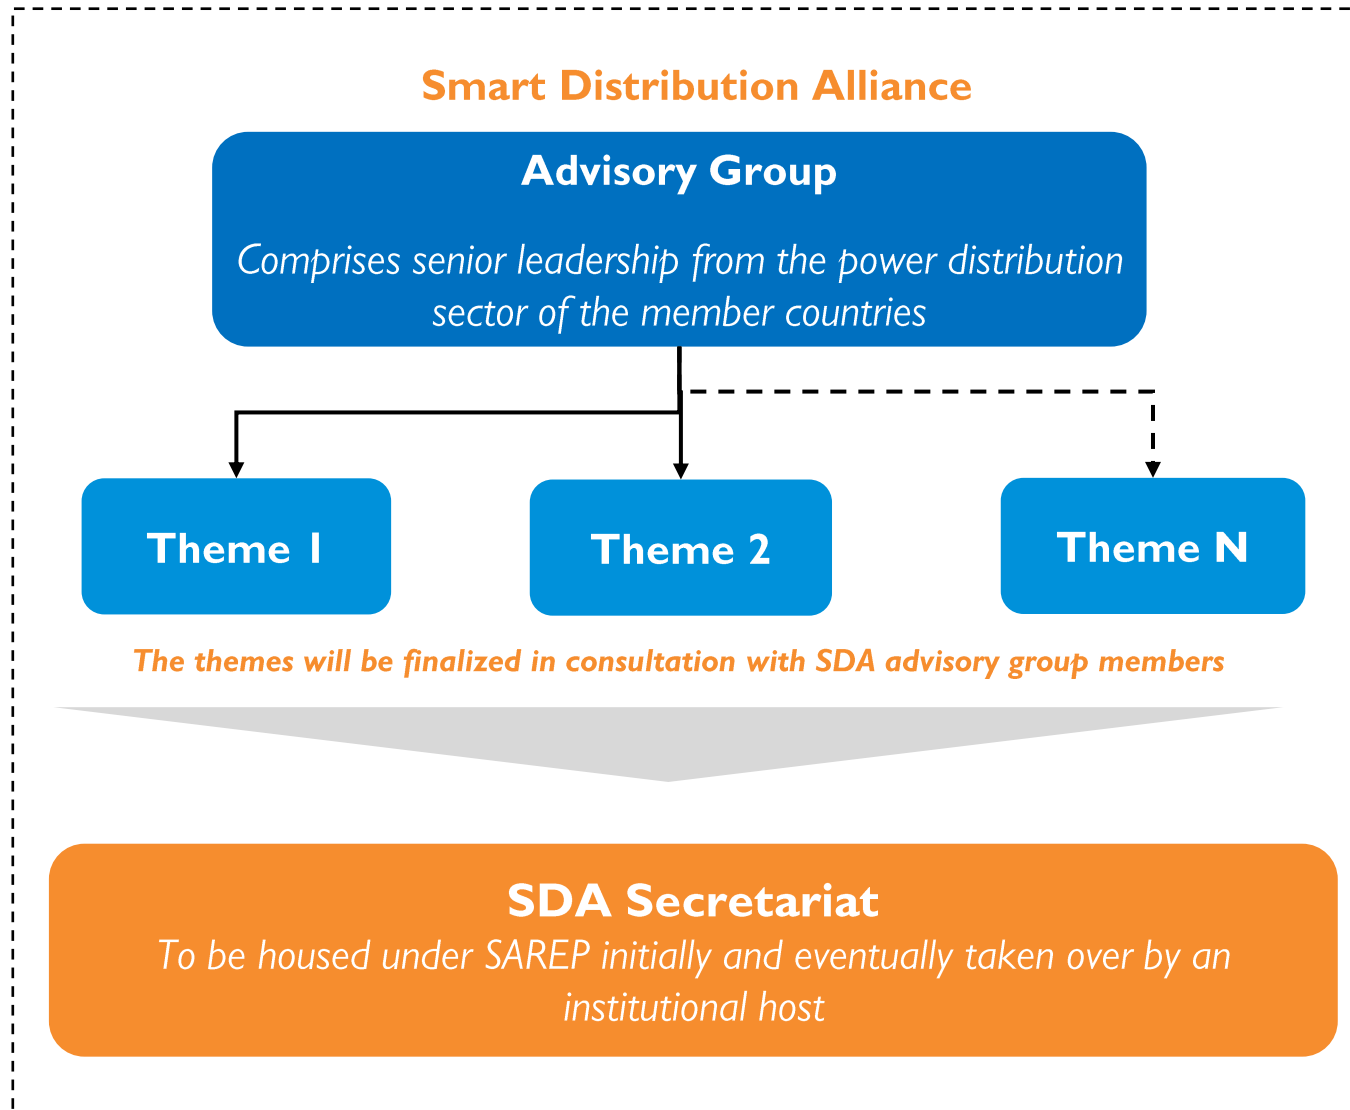 Smart Distribution Alliance
Advisory Group
Comprises senior leadership from the power distribution
sector of the member countries
Theme 1
Theme 2
Theme N
The themes will be finalized in consultation with SDA advisory group members
SDA Secretariat
To be housed under SAREP initially and eventually taken over by an
institutional host